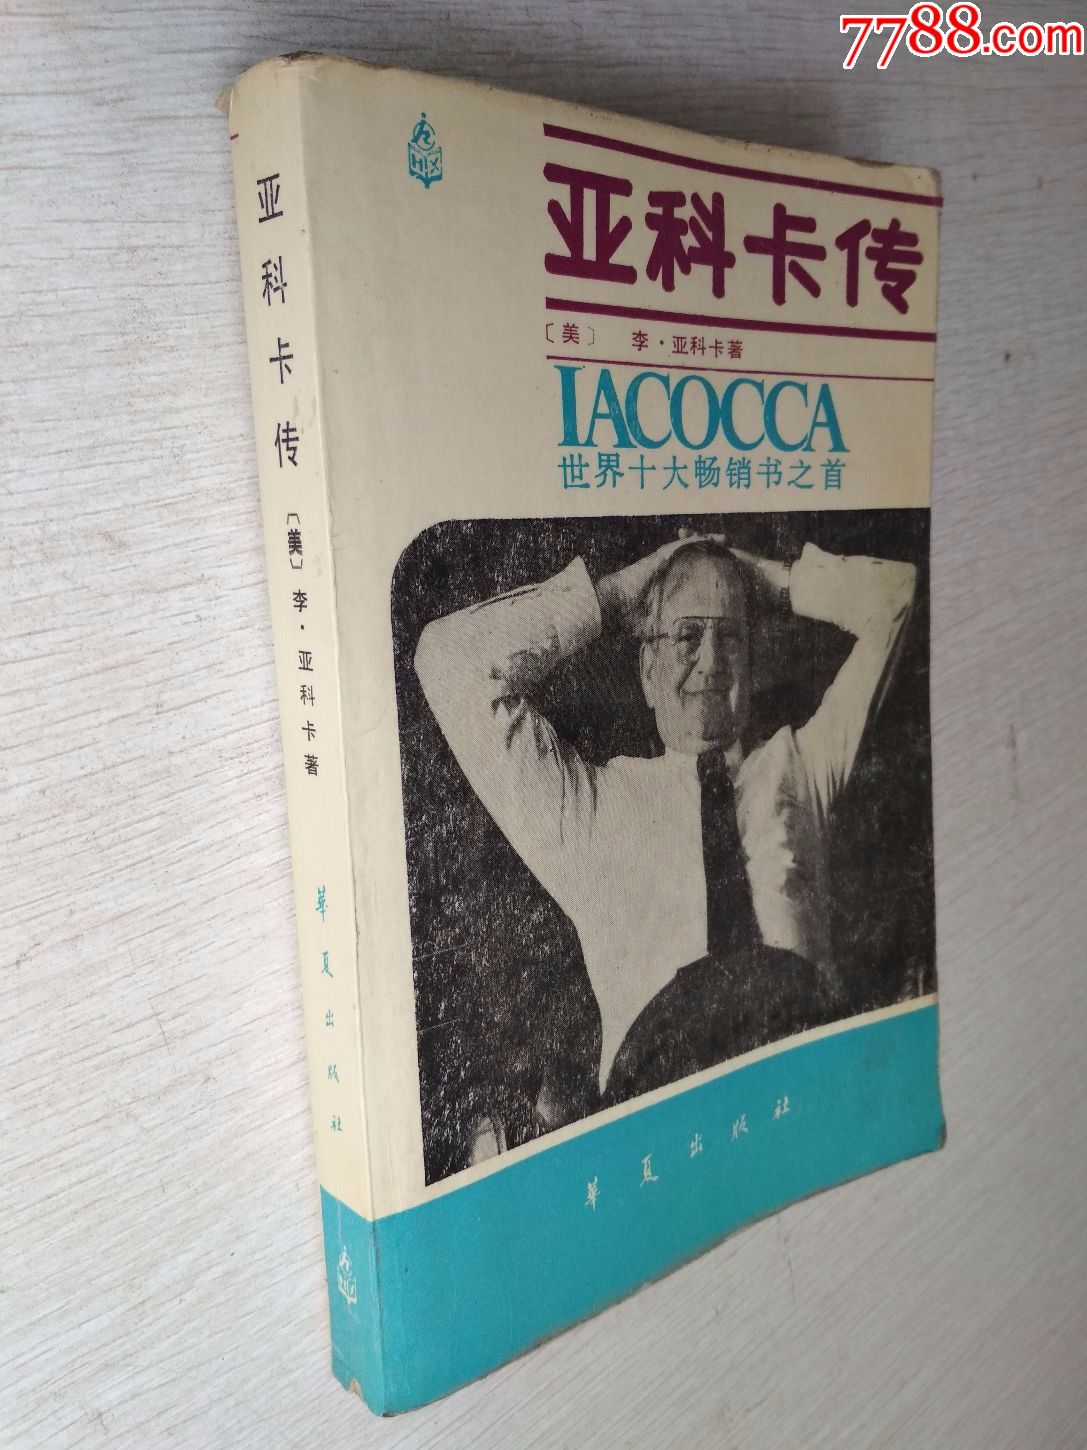 7788.com
亚科卡传
〔美〕 李·亚科卡著
IACOCCA
世界十大畅销书之首
華夏出版社
亚科卡传〔美〕李·亚科卡著
華夏出版社